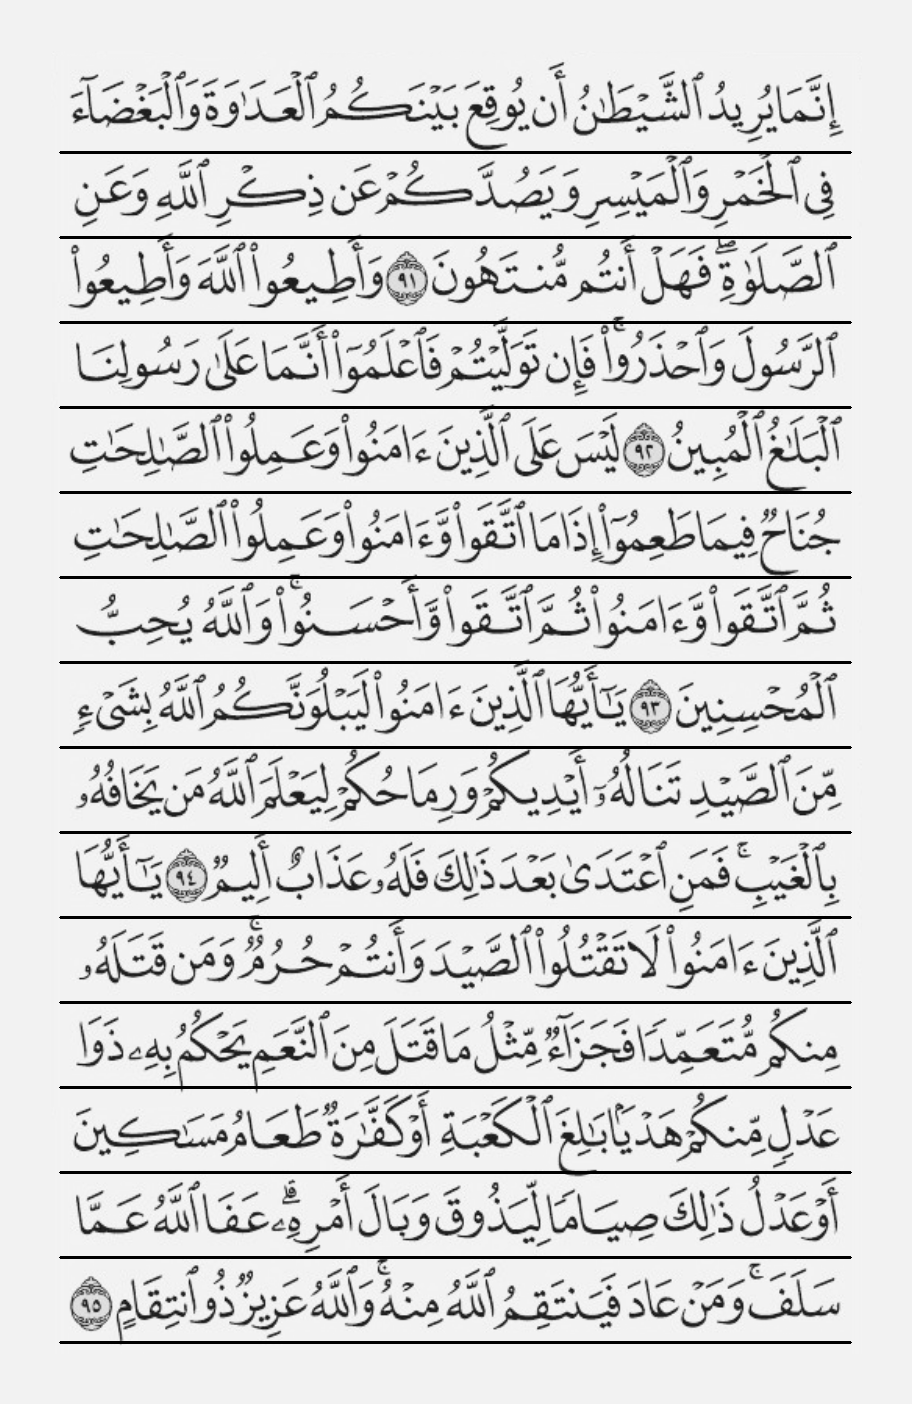 إِنَّمَا يُرِيدُ ٱلشَّيْطَٰنُ أَن يُوقِعَ بَيْنَكُمُ ٱلْعَدَٰوَةَ وَٱلْبَغْضَآءَ
فِى ٱلْخَمْرِ وَٱلْمَيْسِرِ وَيَصُدَّكُمْ عَن ذِكْرِ ٱللَّهِ وَعَنِ
ٱلصَّلَوٰةِ ۖ فَهَلْ أَنتُم مُّنتَهُونَ ٩١ وَأَطِيعُوا۟ ٱللَّهَ وَأَطِيعُوا۟
ٱلرَّسُولَ وَٱحْذَرُوا۟ ۚ فَإِن تَوَلَّيْتُمْ فَٱعْلَمُوٓا۟ أَنَّمَا عَلَىٰ رَسُولِنَا
ٱلْبَلَٰغُ ٱلْمُبِينُ ٩٢ لَيْسَ عَلَى ٱلَّذِينَ ءَامَنُوا۟ وَعَمِلُوا۟ ٱلصَّٰلِحَٰتِ
جُنَاحٌ فِيمَا طَعِمُوٓا۟ إِذَا مَا ٱتَّقَوا۟ وَّءَامَنُوا۟ وَعَمِلُوا۟ ٱلصَّٰلِحَٰتِ
ثُمَّ ٱتَّقَوا۟ وَّءَامَنُوا۟ ثُمَّ ٱتَّقَوا۟ وَّأَحْسَنُوا۟ ۚ وَٱللَّهُ يُحِبُّ
ٱلْمُحْسِنِينَ ٩٣ يَٰٓأَيُّهَا ٱلَّذِينَ ءَامَنُوا۟ لَيَبْلُوَنَّكُمُ ٱللَّهُ بِشَىْءٍ
مِّنَ ٱلصَّيْدِ تَنَالُهُۥٓ أَيْدِيكُمْ وَرِمَاحُكُمْ لِيَعْلَمَ ٱللَّهُ مَن يَخَافُهُۥ
بِٱلْغَيْبِ ۚ فَمَنِ ٱعْتَدَىٰ بَعْدَ ذَٰلِكَ فَلَهُۥ عَذَابٌ أَلِيمٌ ٩٤ يَٰٓأَيُّهَا
ٱلَّذِينَ ءَامَنُوا۟ لَا تَقْتُلُوا۟ ٱلصَّيْدَ وَأَنتُمْ حُرُمٌ ۚ وَمَن قَتَلَهُۥ
مِنكُم مُّتَعَمِّدًا فَجَزَآءٌ مِّثْلُ مَا قَتَلَ مِنَ ٱلنَّعَمِ يَحْكُمُ بِهِۦ ذَوَا
عَدْلٍ مِّنكُمْ هَدْيًۢا بَٰلِغَ ٱلْكَعْبَةِ أَوْ كَفَّٰرَةٌ طَعَامُ مَسَٰكِينَ
أَوْ عَدْلُ ذَٰلِكَ صِيَامًا لِّيَذُوقَ وَبَالَ أَمْرِهِۦ ۗ عَفَا ٱللَّهُ عَمَّا
سَلَفَ ۚ وَمَنْ عَادَ فَيَنتَقِمُ ٱللَّهُ مِنْهُ ۚ وَٱللَّهُ عَزِيزٌ ذُو ٱنتِقَامٍ ٩٥